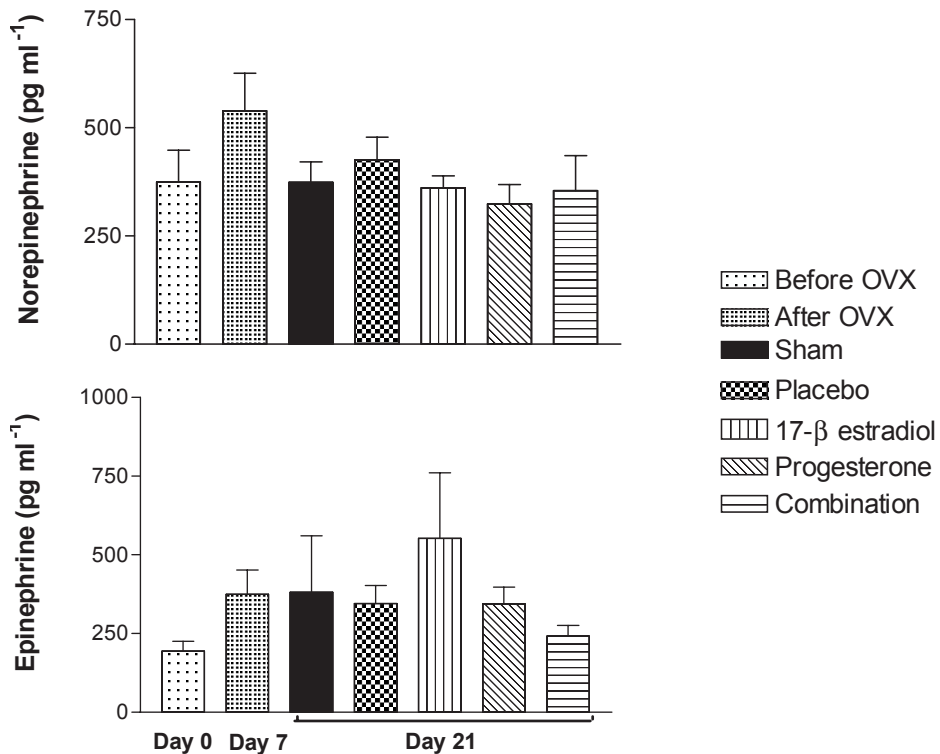 Norepinephrine (pg ml⁻¹)
750
500
250
0
Before OVX
After OVX
Sham
Placebo
17-β estradiol
Progesterone
Combination
Epinephrine (pg ml⁻¹)
1000
750
500
250
0
Day 0 Day 7 Day 21